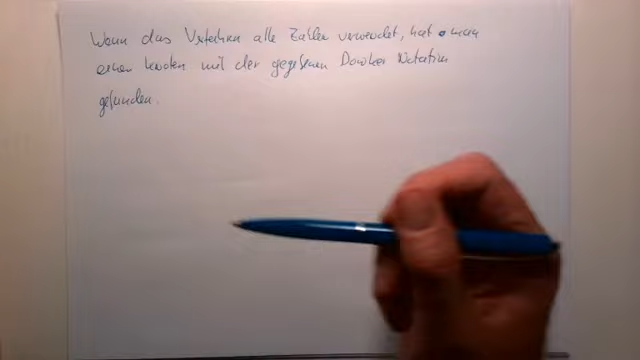 Wenn das Verfahren alle Zahlen verwendet, hat man
einen Knoten mit der gegebenen Dowker Notation
gefunden.